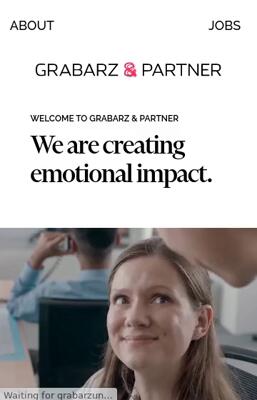 ABOUT JOBS
GRABARZ & PARTNER
WELCOME TO GRABARZ & PARTNER
We are creating
emotional impact.
Waiting for grabarzun...